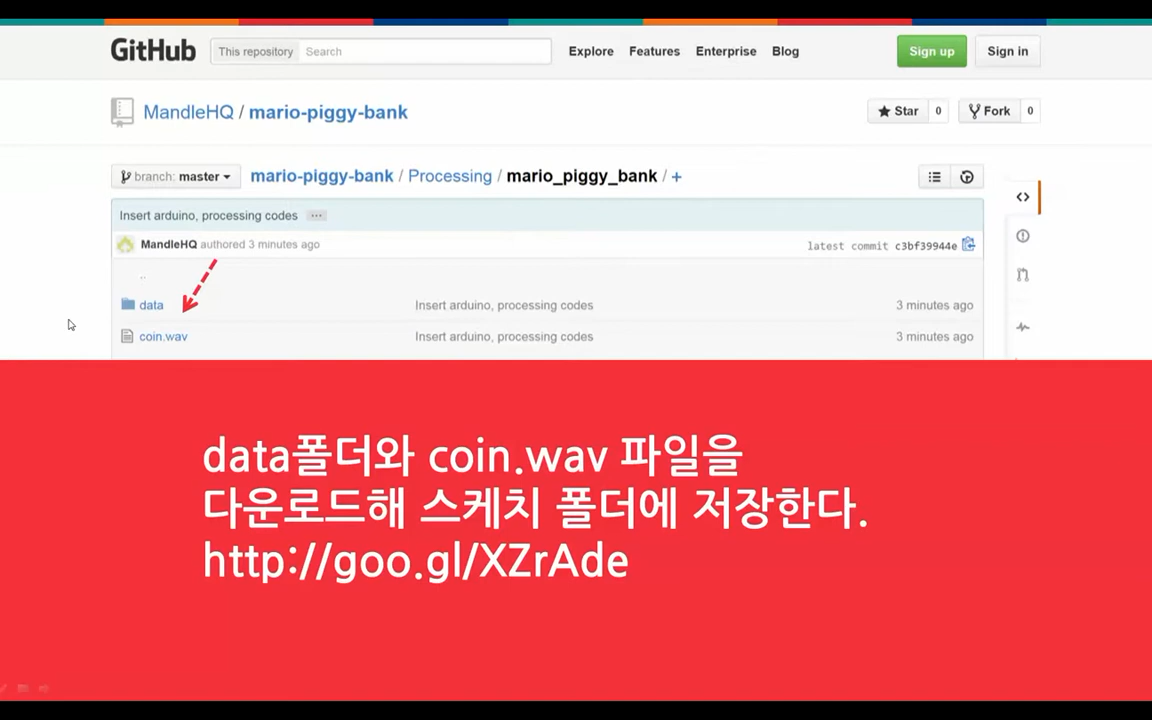 GitHub This repository Search Explore Features Enterprise Blog Sign up Sign in
MandleHQ / mario-piggy-bank Star 0 Fork 0
branch: master mario-piggy-bank / Processing / mario_piggy_bank / +
Insert arduino, processing codes ...
MandleHQ authored 3 minutes ago latest commit c3bf39944e
..
data Insert arduino, processing codes 3 minutes ago
coin.wav Insert arduino, processing codes 3 minutes ago
data폴더와 coin.wav 파일을
다운로드해 스케치 폴더에 저장한다.
http://goo.gl/XZrAde